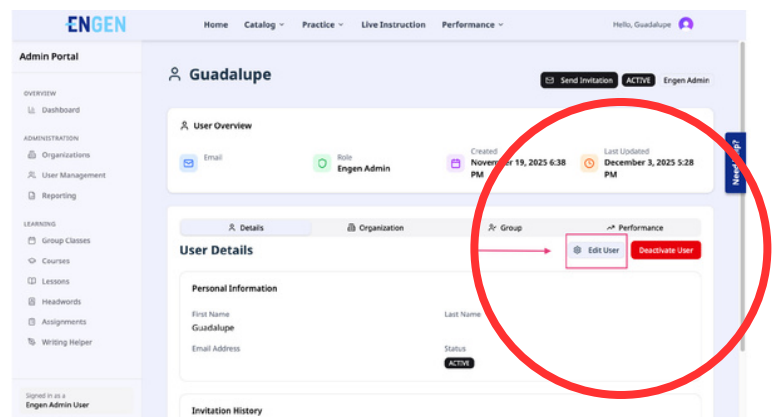 ENGEN
Home Catalog Practice Live Instruction Performance
Hello, Guadalupe
Admin Portal
Guadalupe
Send Invitation ACTIVE Engen Admin
OVERVIEW
Dashboard
ADMINISTRATION
Organizations
User Management
Reporting
LEARNING
Group Classes
Courses
Lessons
Headwords
Assignments
Writing Helper
Signed in as a
Engen Admin User
User Overview
Email
Role
Engen Admin
Created
November 19, 2025 6:38
PM
Last Updated
December 3, 2025 5:28
PM
Details Organization Group Performance
User Details
Edit User Deactivate User
Personal Information
First Name
Guadalupe
Last Name
Email Address
Status
ACTIVE
Invitation History
Need